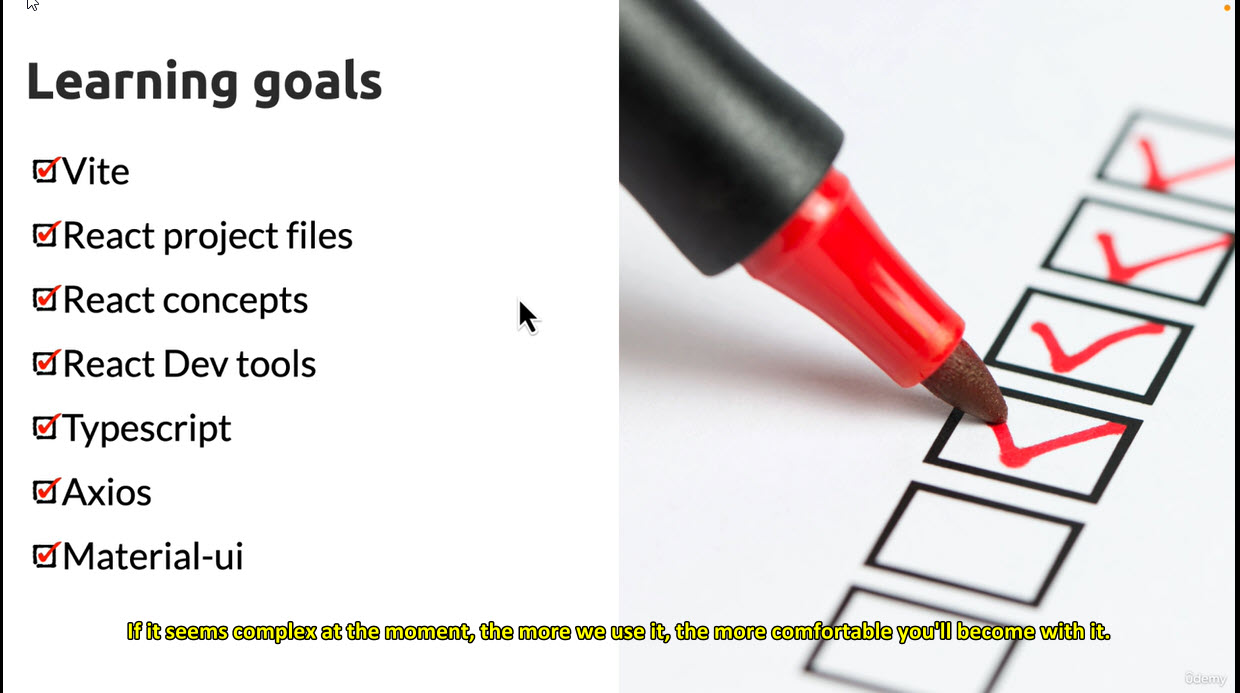 Learning goals
Vite
React project files
React concepts
React Dev tools
Typescript
Axios
Material-ui
If it seems complex at the moment, the more we use it, the more comfortable you'll become with it.
ûdemy